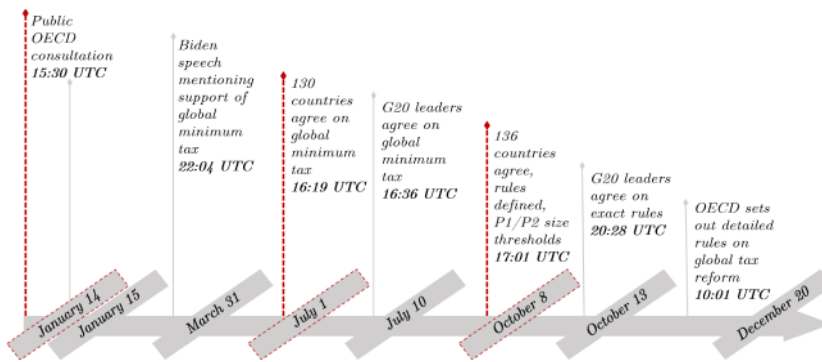 Public
OECD
consultation
15:30 UTC
Biden
speech
mentioning
support of
global
minimum
tax
22:04 UTC
130
countries
agree on
global
minimum
tax
16:19 UTC
G20 leaders
agree on
global
minimum
tax
16:36 UTC
136
countries
agree,
rules
defined,
P1/P2 size
thresholds
17:01 UTC
G20 leaders
agree on
exact rules
20:28 UTC
OECD sets
out detailed
rules on
global tax
reform
10:01 UTC
January 14
January 15
March 31
July 1
July 10
October 8
October 13
December 20